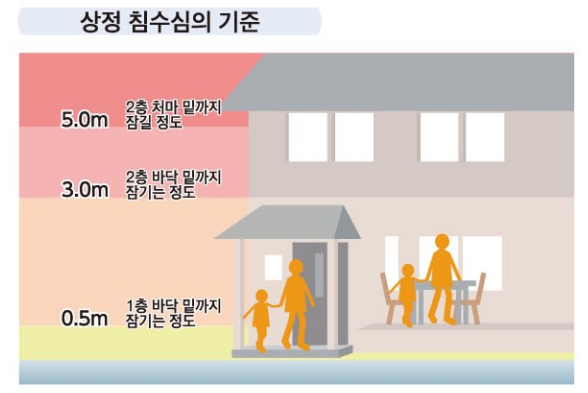 상정 침수심의 기준
5.0m 2층 처마 밑까지
잠길 정도
3.0m 2층 바닥 밑까지
잠기는 정도
0.5m 1층 바닥 밑까지
잠기는 정도